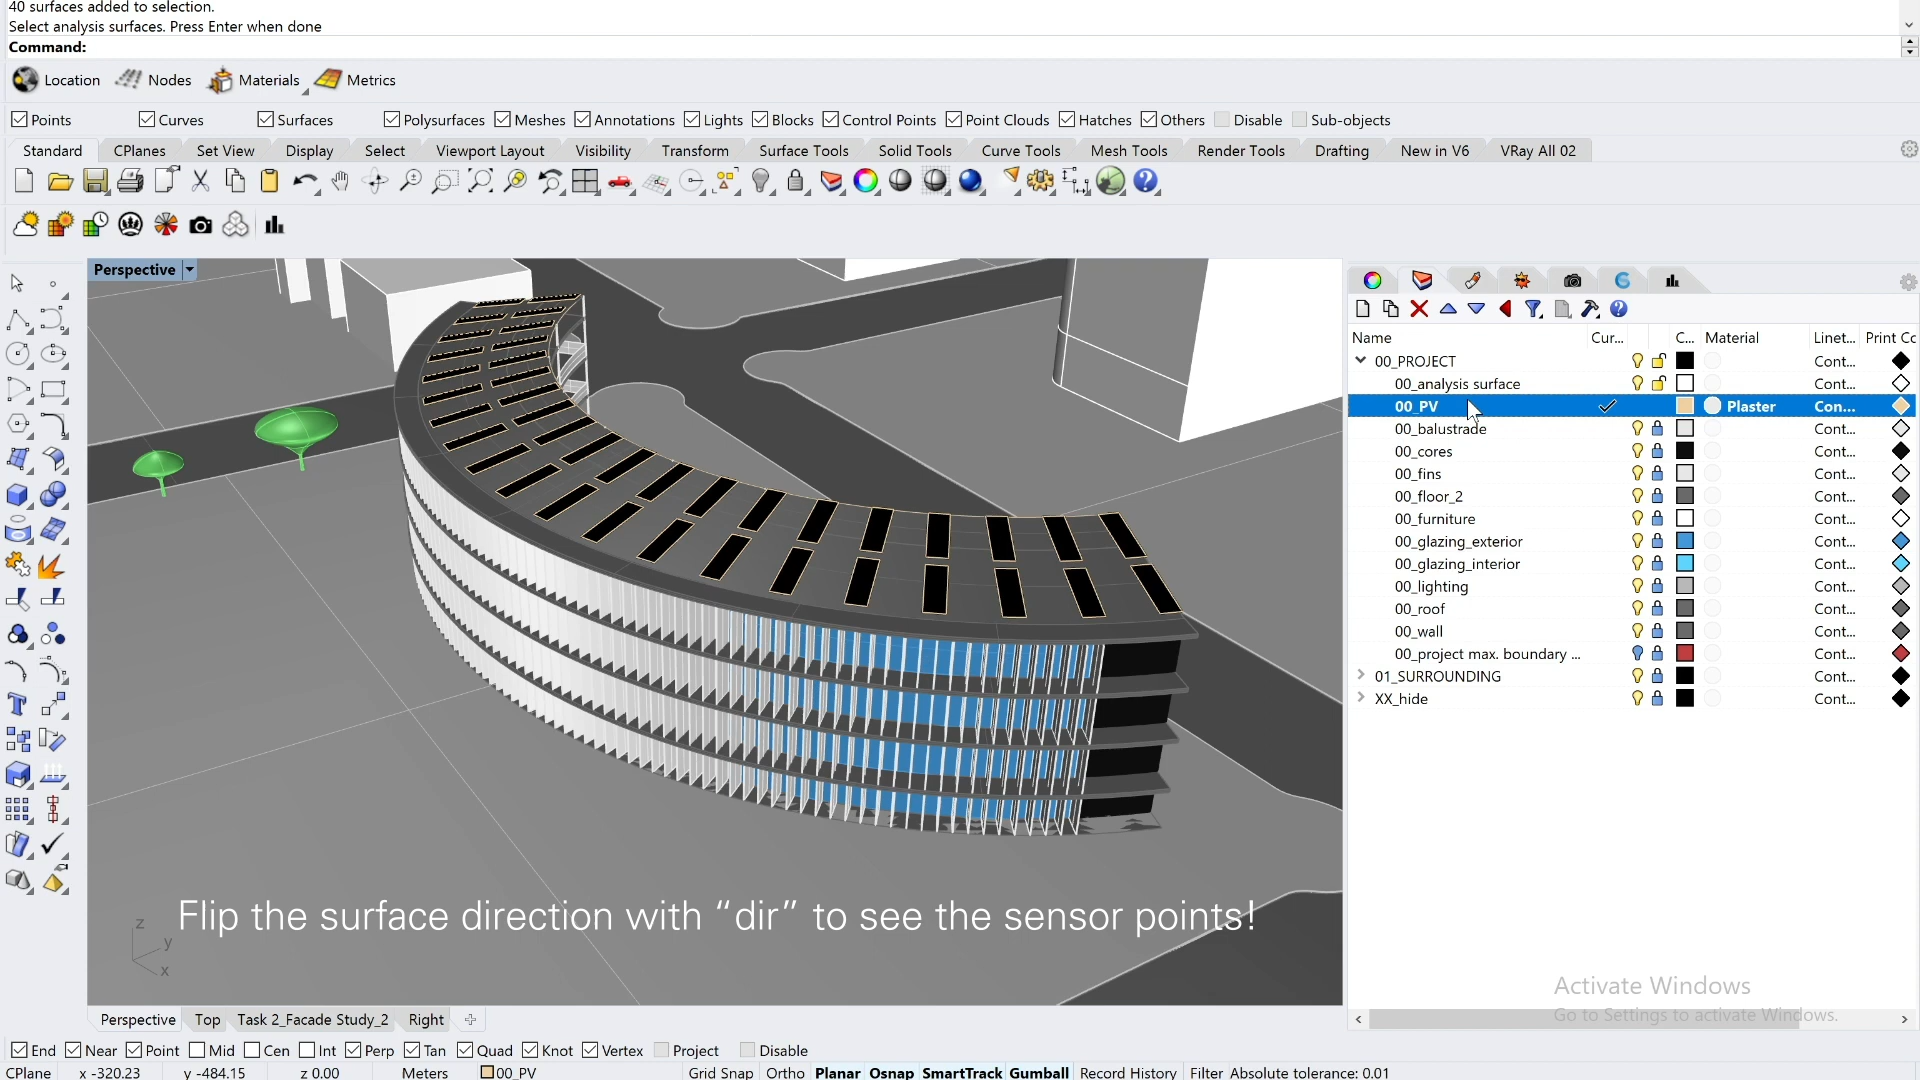 40 surfaces added to selection.
Select analysis surfaces. Press Enter when done
Command:
Location Nodes Materials Metrics
Points Curves Surfaces Polysurfaces Meshes Annotations Lights Blocks Control Points Point Clouds Hatches Others Disable Sub-objects
Standard CPlanes Set View Display Select Viewport Layout Visibility Transform Surface Tools Solid Tools Curve Tools Mesh Tools Render Tools Drafting New in V6 VRay All 02
Perspective
Name Cur... C... Material Linet... Print Cc
00_PROJECT Cont...
00_analysis surface Cont...
00_PV Plaster Con...
00_balustrade Cont...
00_cores Cont...
00_fins Cont...
00_floor_2 Cont...
00_furniture Cont...
00_glazing_exterior Cont...
00_glazing_interior Cont...
00_lighting Cont...
00_roof Cont...
00_wall Cont...
00_project max. boundary ... Cont...
01_SURROUNDING Cont...
XX_hide Cont...
Flip the surface direction with “dir” to see the sensor points!
z
y
x
Activate Windows
Go to Settings to activate Windows.
Perspective Top Task 2_Facade Study_2 Right
End Near Point Mid Cen Int Perp Tan Quad Knot Vertex Project Disable
CPlane x -320.23 y -484.15 z 0.00 Meters 00_PV Grid Snap Ortho Planar Osnap SmartTrack Gumball Record History Filter Absolute tolerance: 0.01